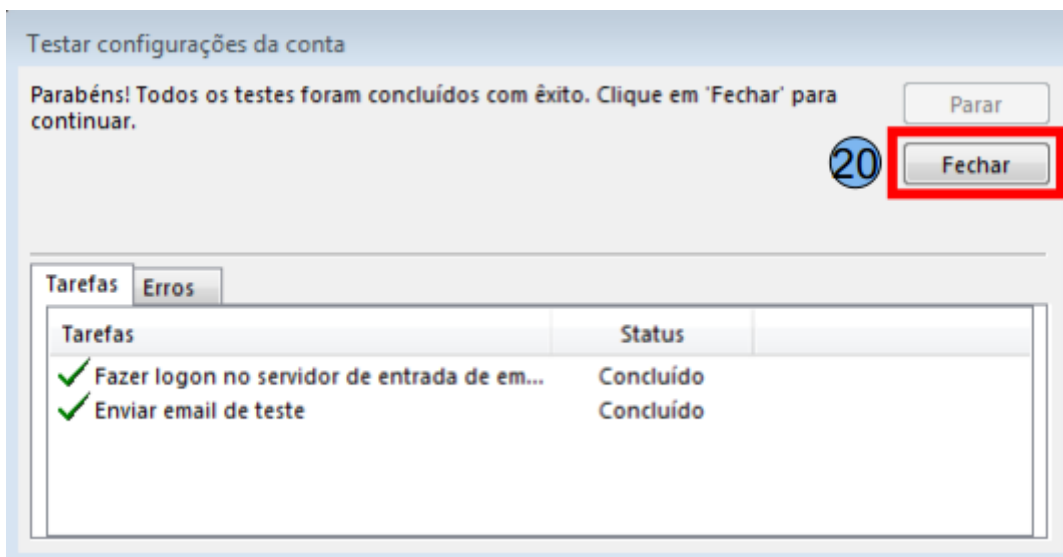 Testar configurações da conta
Parabéns! Todos os testes foram concluídos com êxito. Clique em 'Fechar' para
continuar.
Parar
20
Fechar
Tarefas Erros
Tarefas Status
Fazer logon no servidor de entrada de em... Concluído
Enviar email de teste Concluído